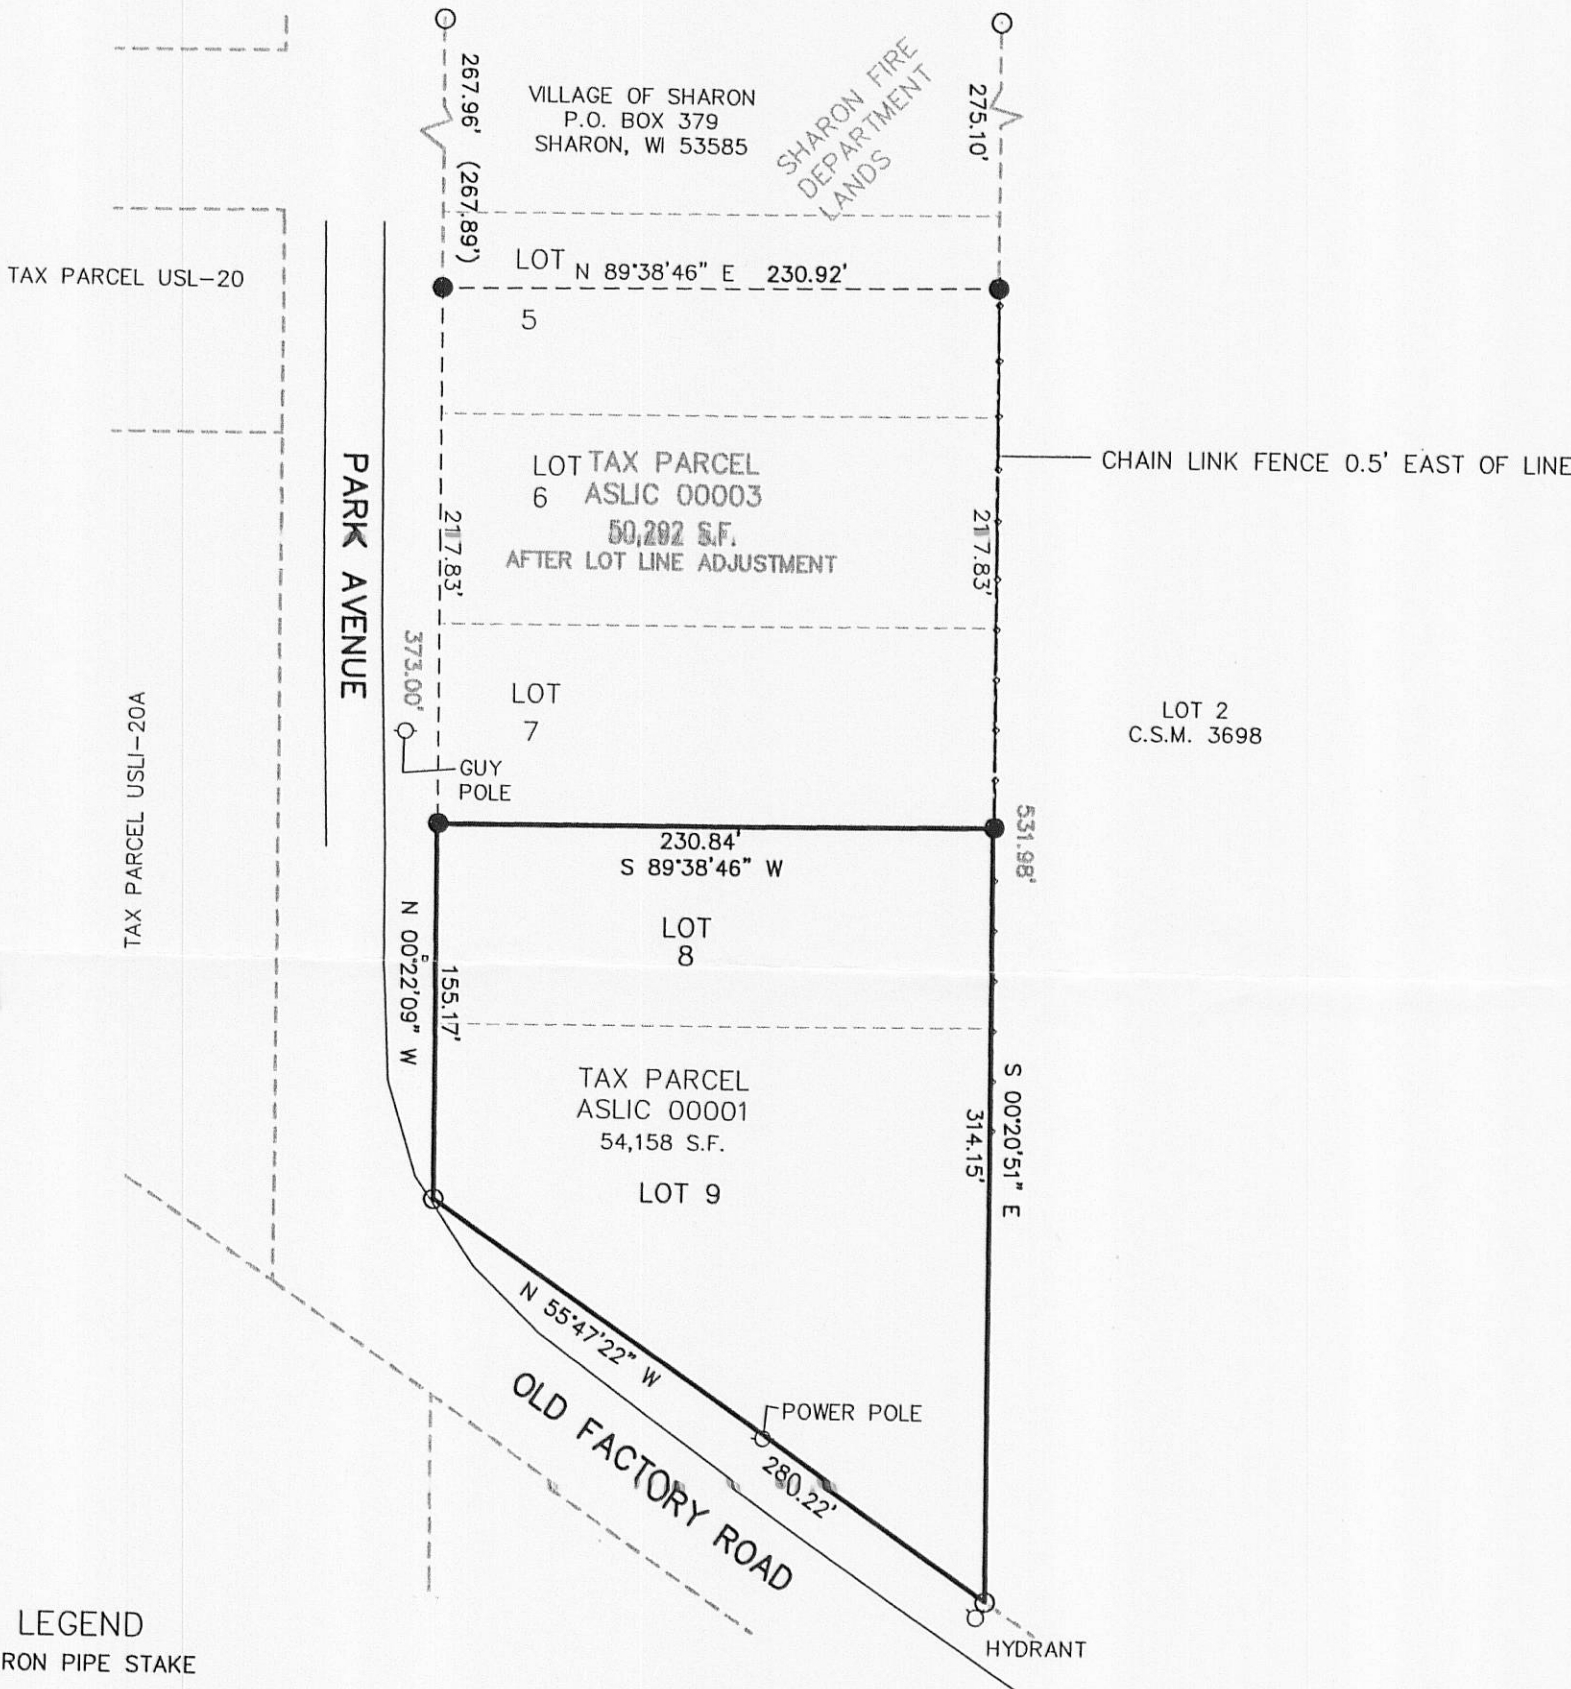 267.96' (267.89')
VILLAGE OF SHARON
P.O. BOX 379
SHARON, WI 53585
SHARON FIRE
DEPARTMENT
LANDS
275.10'
TAX PARCEL USL-20
LOT
N 89°38'46" E 230.92'
5
PARK AVENUE
LOT
6
TAX PARCEL
ASLIC 00003
50,292 S.F.
AFTER LOT LINE ADJUSTMENT
CHAIN LINK FENCE 0.5' EAST OF LINE
217.83'
217.83'
373.00'
LOT
7
LOT 2
C.S.M. 3698
TAX PARCEL USLI-20A
GUY
POLE
531.98'
230.84'
S 89°38'46" W
N 00°22'09" W
155.17'
LOT
8
TAX PARCEL
ASLIC 00001
54,158 S.F.
LOT 9
S 00°20'51" E
314.15'
N 55°47'22" W
280.22'
POWER POLE
OLD FACTORY ROAD
HYDRANT
LEGEND
RON PIPE STAKE